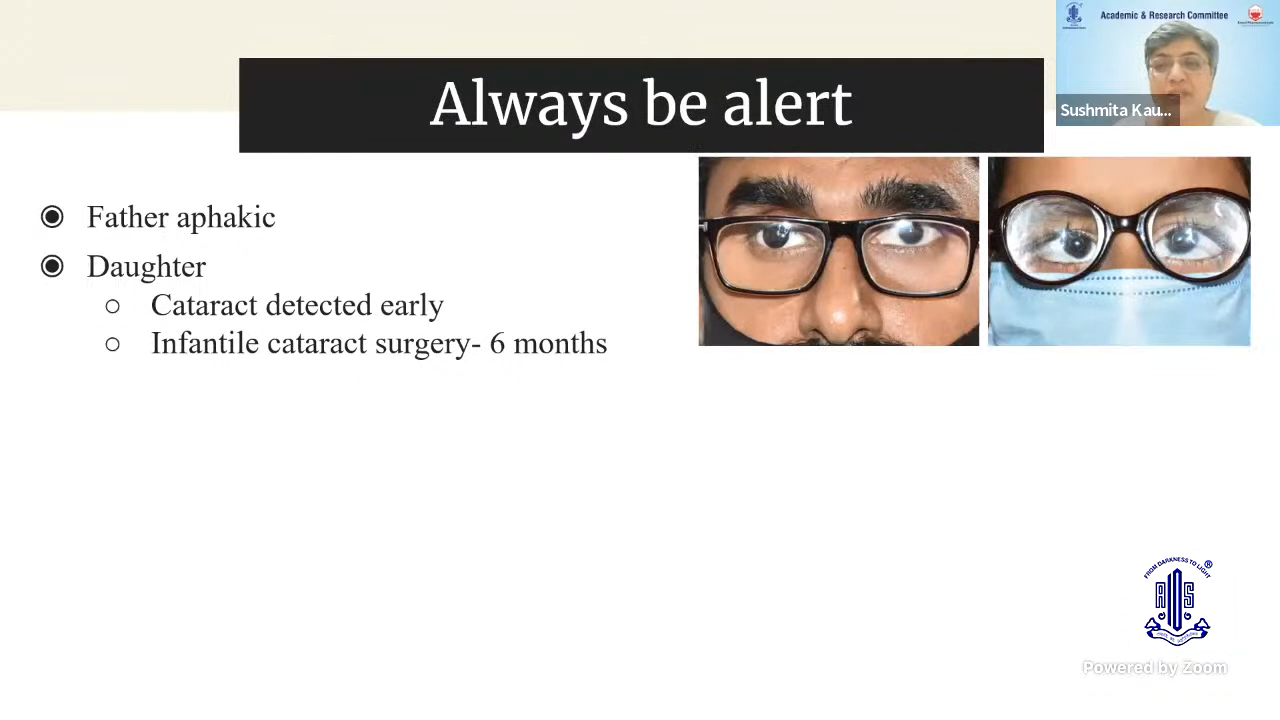 Academic & Research Committee
Always be alert
Sushmita Kau...
Father aphakic
Daughter
Cataract detected early
Infantile cataract surgery- 6 months
FROM DARKNESS TO LIGHT ®
AIOS
Powered by Zoom